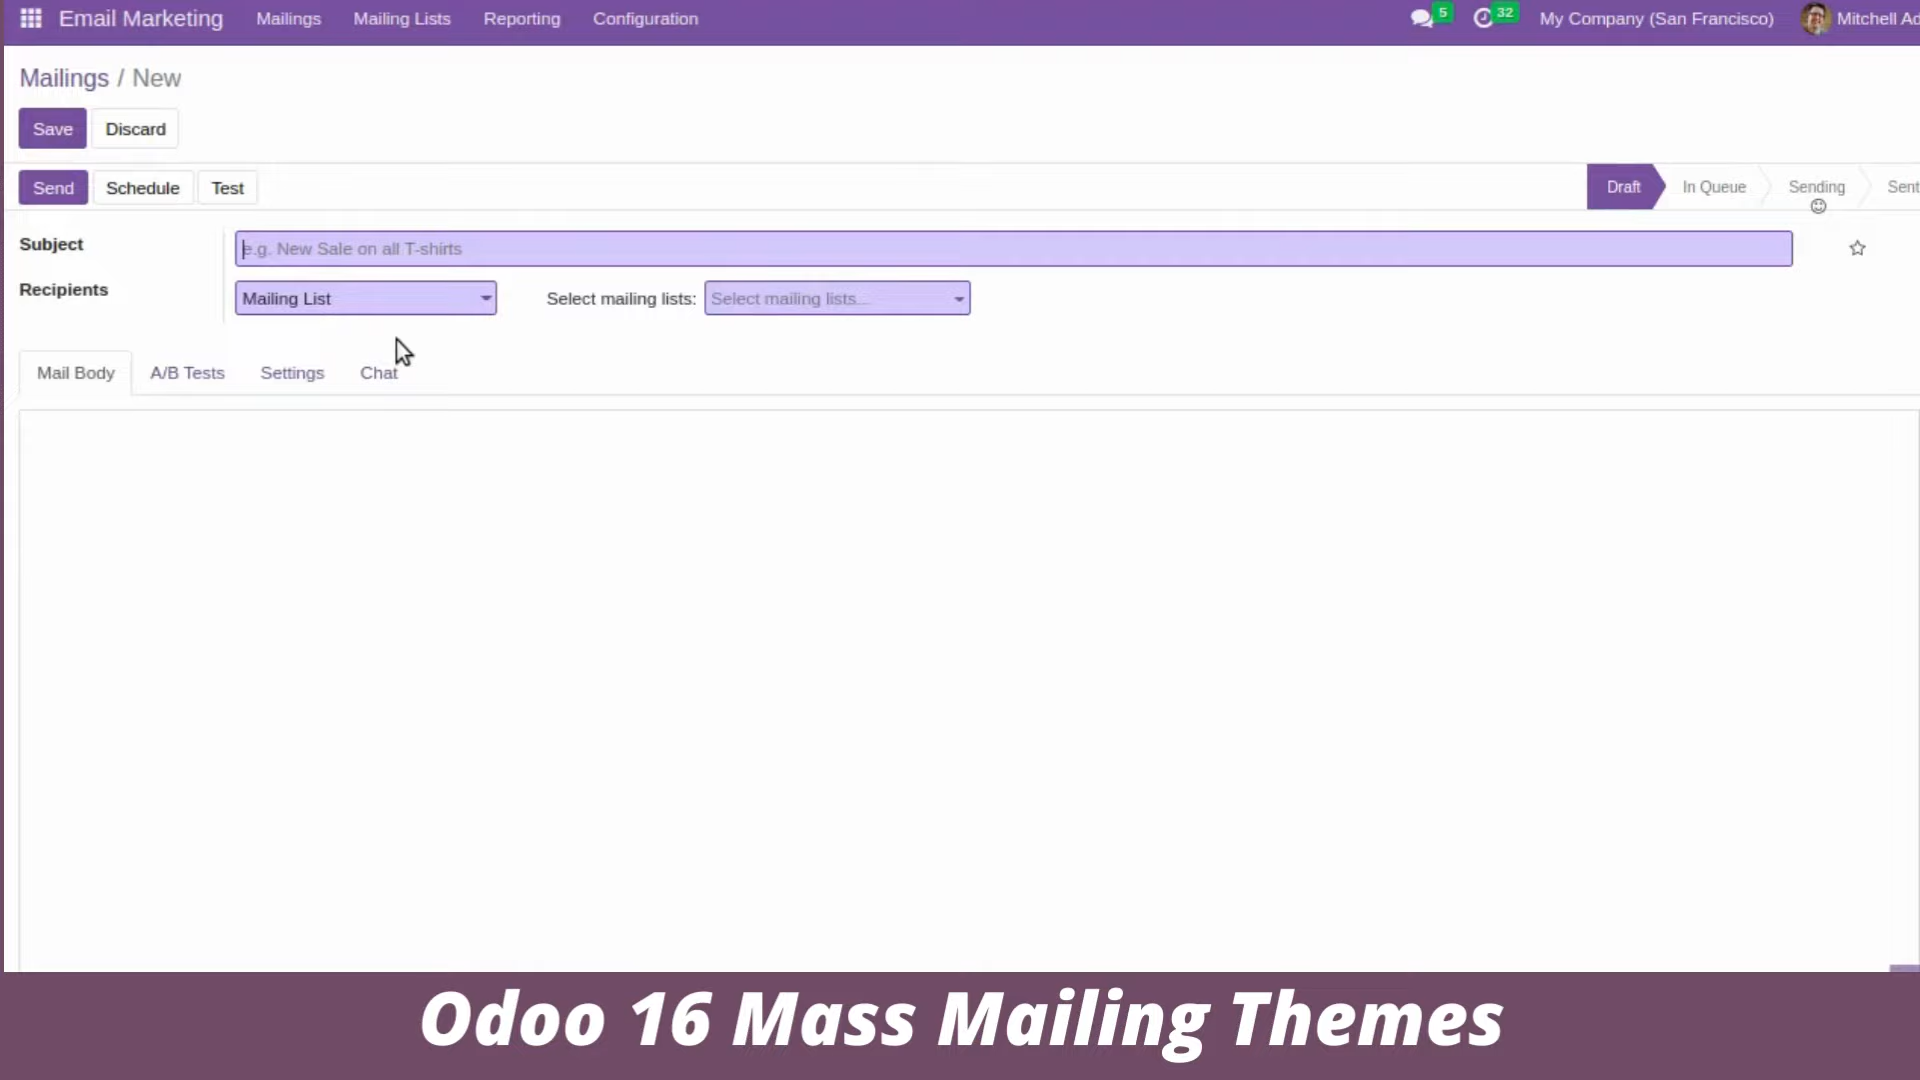 Email Marketing Mailings Mailing Lists Reporting Configuration 5 32 My Company (San Francisco) Mitchell Ad
Mailings / New
Save Discard
Send Schedule Test Draft In Queue Sending Sent
Subject e.g. New Sale on all T-shirts
Recipients Mailing List Select mailing lists: Select mailing lists...
Mail Body A/B Tests Settings Chat
Odoo 16 Mass Mailing Themes